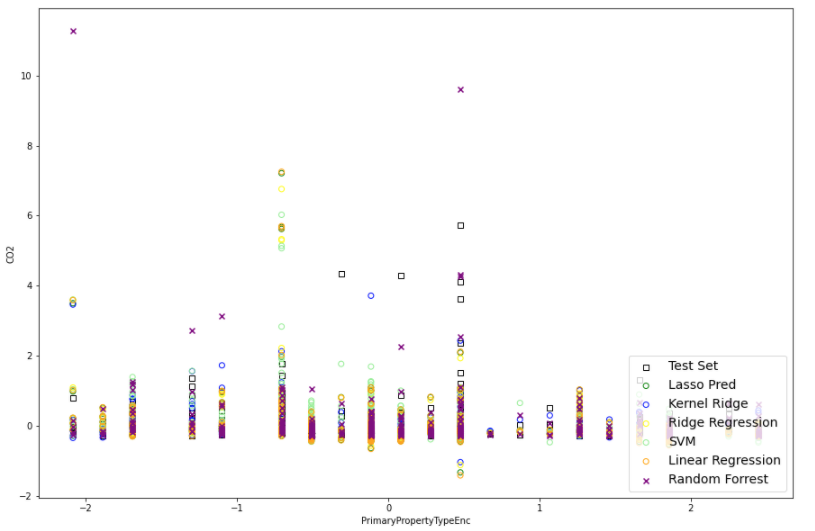 10
8
6
4
2
0
−2
CO2
−2
−1
0
1
2
PrimaryPropertyTypeEnc
Test Set
Lasso Pred
Kernel Ridge
Ridge Regression
SVM
Linear Regression
Random Forrest